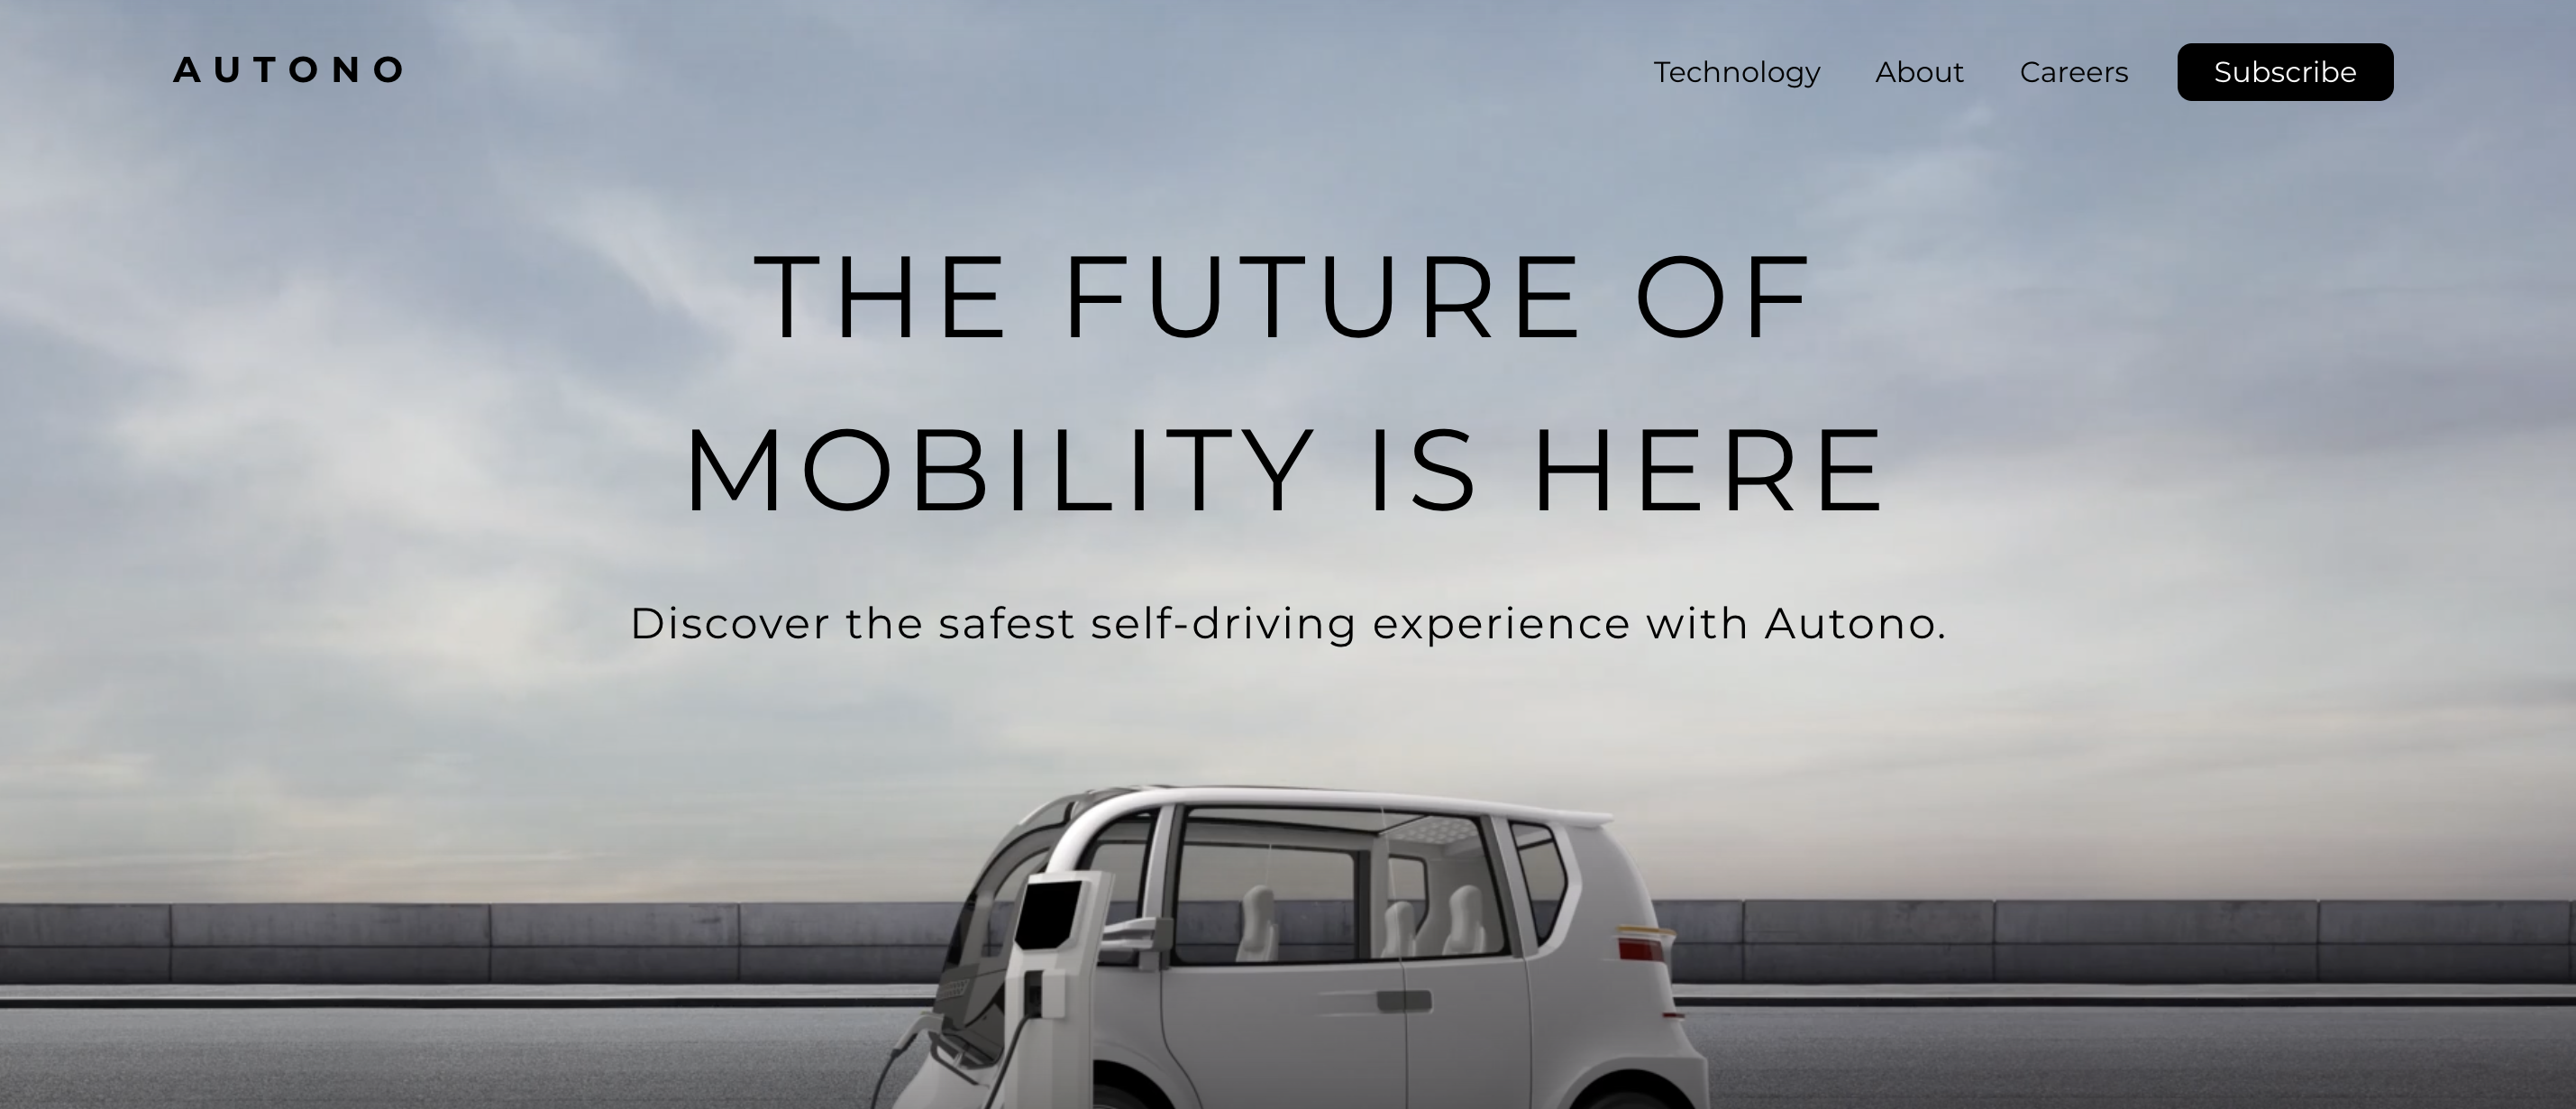 AUTONO
Technology About Careers Subscribe
THE FUTURE OF
MOBILITY IS HERE
Discover the safest self-driving experience with Autono.